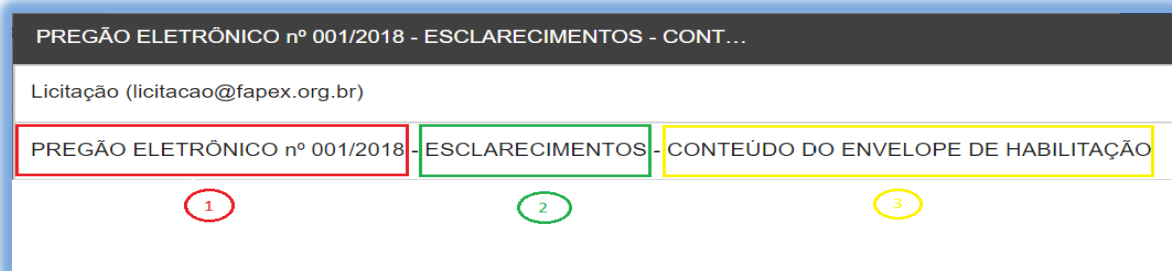 PREGÃO ELETRÔNICO nº 001/2018 - ESCLARECIMENTOS - CONT...
Licitação (licitacao@fapex.org.br)
PREGÃO ELETRÔNICO nº 001/2018 - ESCLARECIMENTOS - CONTEÚDO DO ENVELOPE DE HABILITAÇÃO
1 2 3